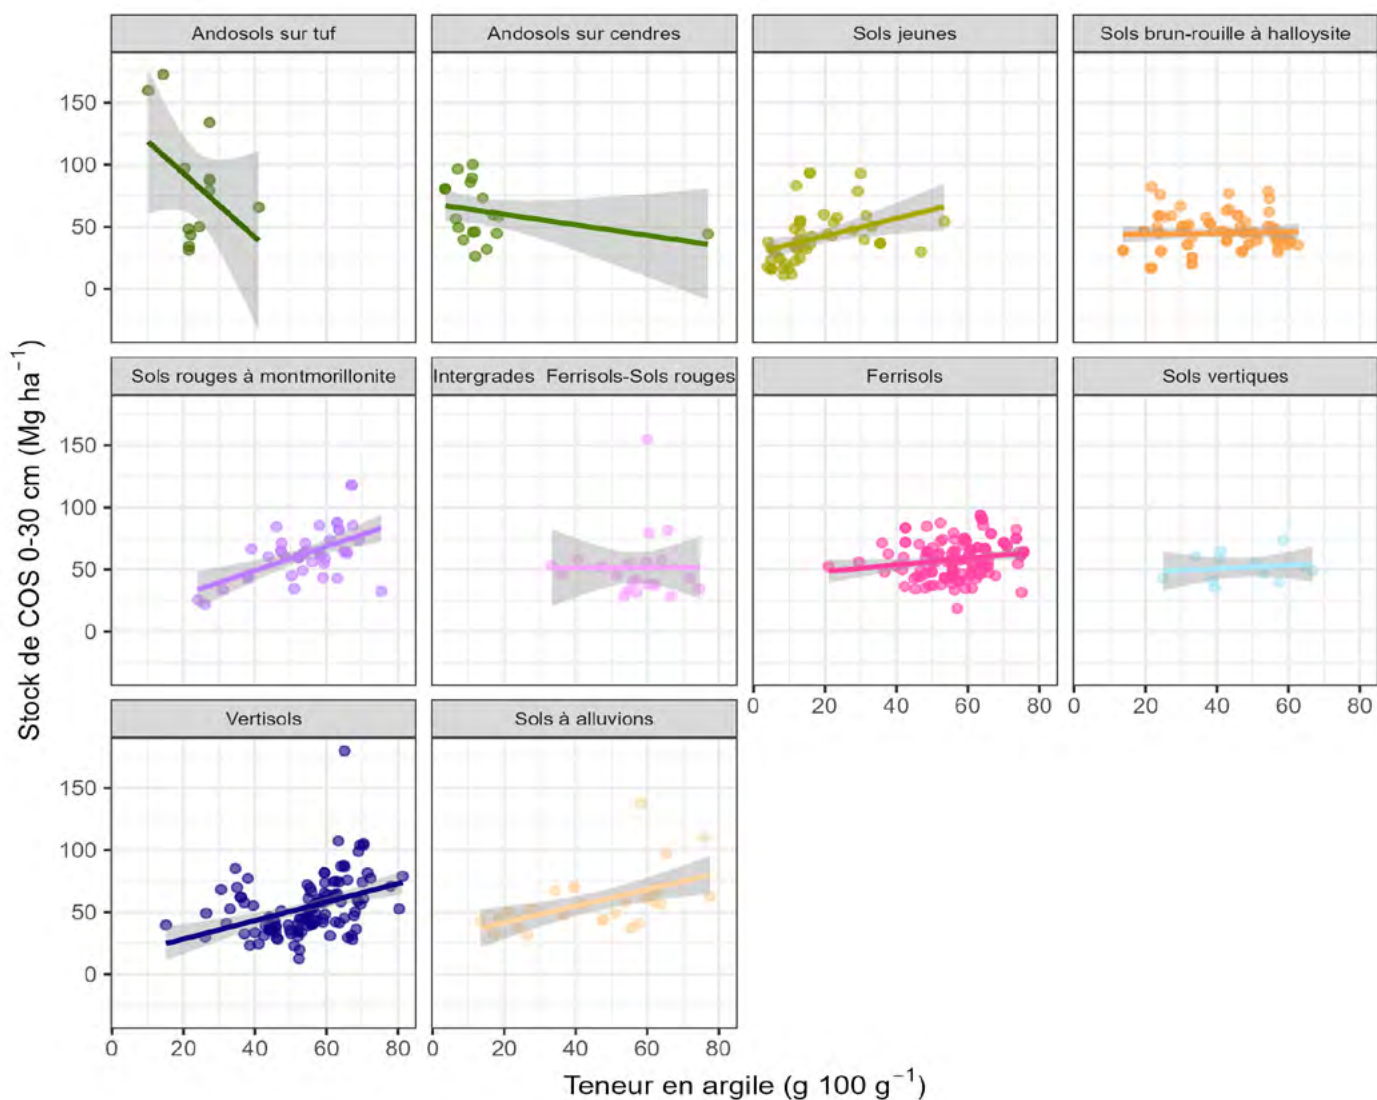 Andosols sur tuf
Andosols sur cendres
Sols jeunes
Sols brun-rouille à halloysite
150
100
50
0
Sols rouges à montmorillonite
Intergrades Ferrisols-Sols rouges
Ferrisols
Sols vertiques
150
100
50
0
0 20 40 60 80
0 20 40 60 80
Vertisols
Sols à alluvions
150
100
50
0
0 20 40 60 80
0 20 40 60 80
Stock de COS 0-30 cm (Mg ha⁻¹)
Teneur en argile (g 100 g⁻¹)